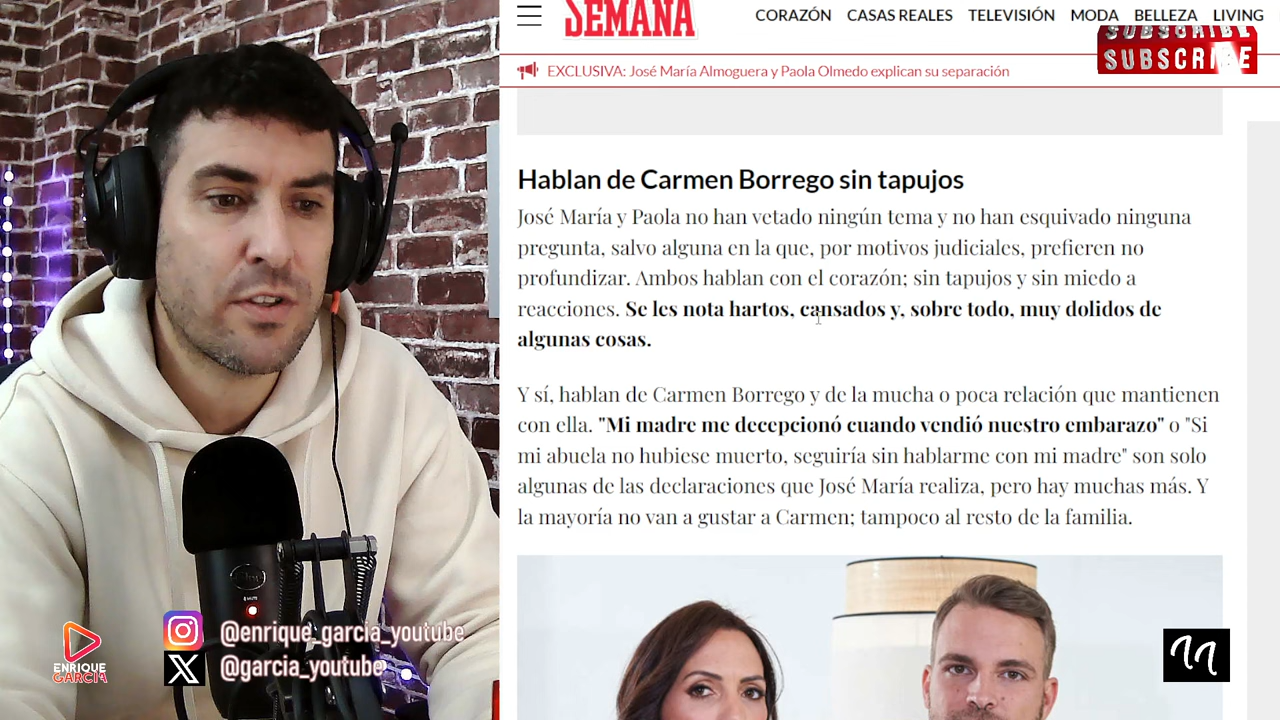 SEMANA
CORAZÓN CASAS REALES TELEVISIÓN MODA BELLEZA LIVING
SUBSCRIBE
SUBSCRIBE
EXCLUSIVA: José María Almoguera y Paola Olmedo explican su separación
Hablan de Carmen Borrego sin tapujos
José María y Paola no han vetado ningún tema y no han esquivado ninguna
pregunta, salvo alguna en la que, por motivos judiciales, prefieren no
profundizar. Ambos hablan con el corazón; sin tapujos y sin miedo a
reacciones. Se les nota hartos, cansados y, sobre todo, muy dolidos de
algunas cosas.
Y sí, hablan de Carmen Borrego y de la mucha o poca relación que mantienen
con ella. "Mi madre me decepcionó cuando vendió nuestro embarazo" o "Si
mi abuela no hubiese muerto, seguiría sin hablarme con mi madre" son solo
algunas de las declaraciones que José María realiza, pero hay muchas más. Y
la mayoría no van a gustar a Carmen; tampoco al resto de la familia.
@enrique_garcia_youtube
@garcia_youtube
ENRIQUE
GARCIA